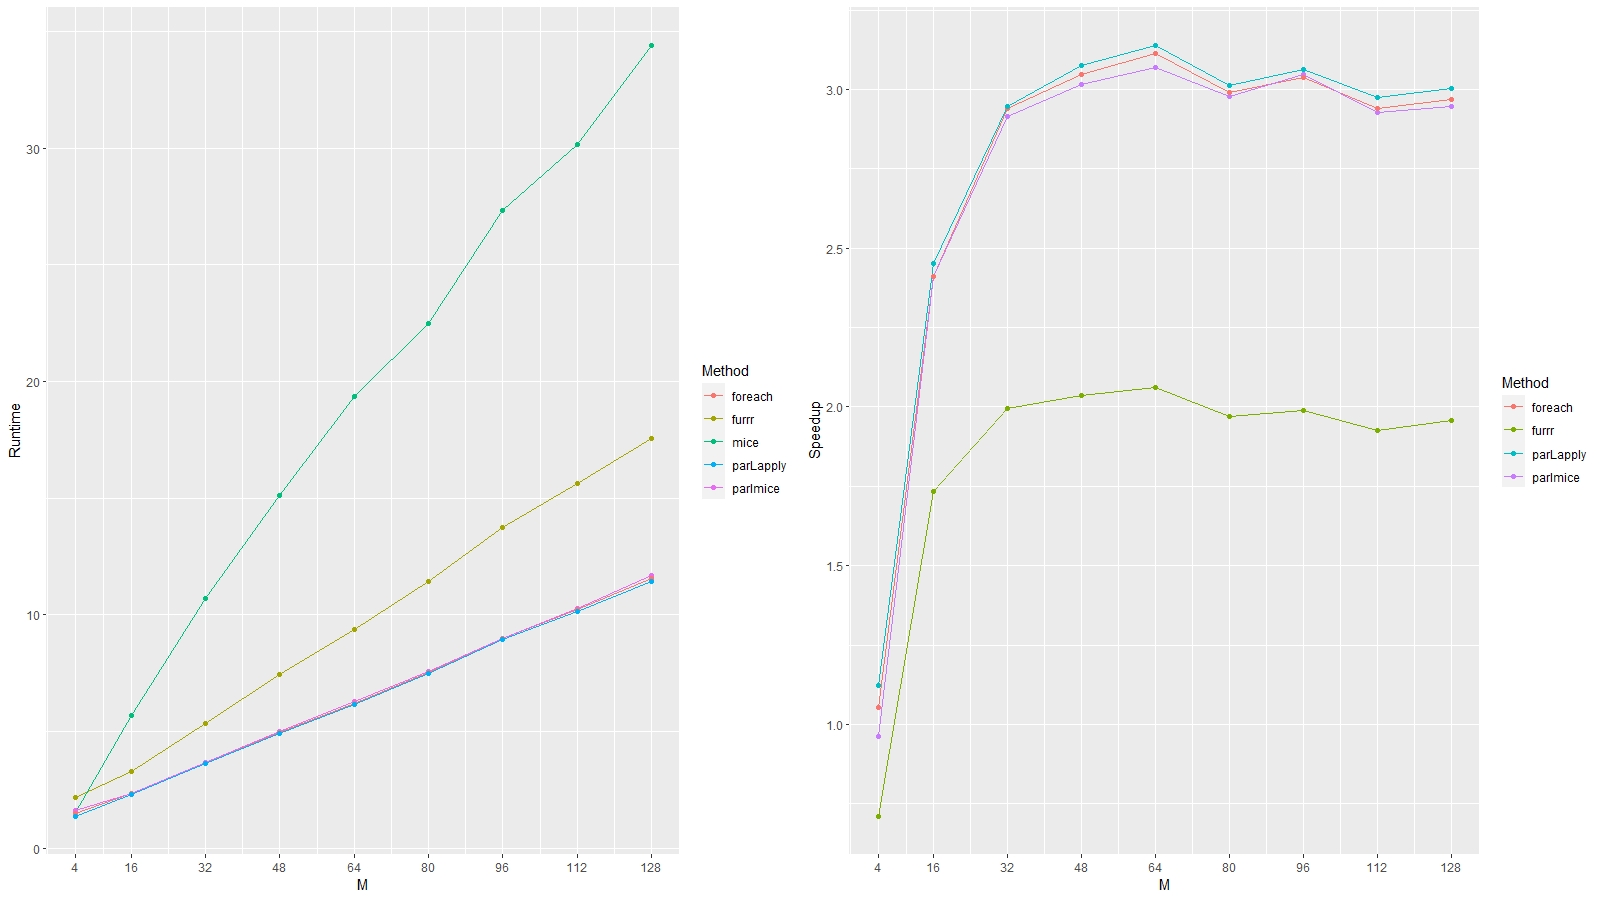 Runtime
30
20
10
0
4 16 32 48 64 80 96 112 128
M
Method
foreach
furrr
mice
parLapply
parlmice
Speedup
3.0
2.5
2.0
1.5
1.0
4 16 32 48 64 80 96 112 128
M
Method
foreach
furrr
parLapply
parlmice